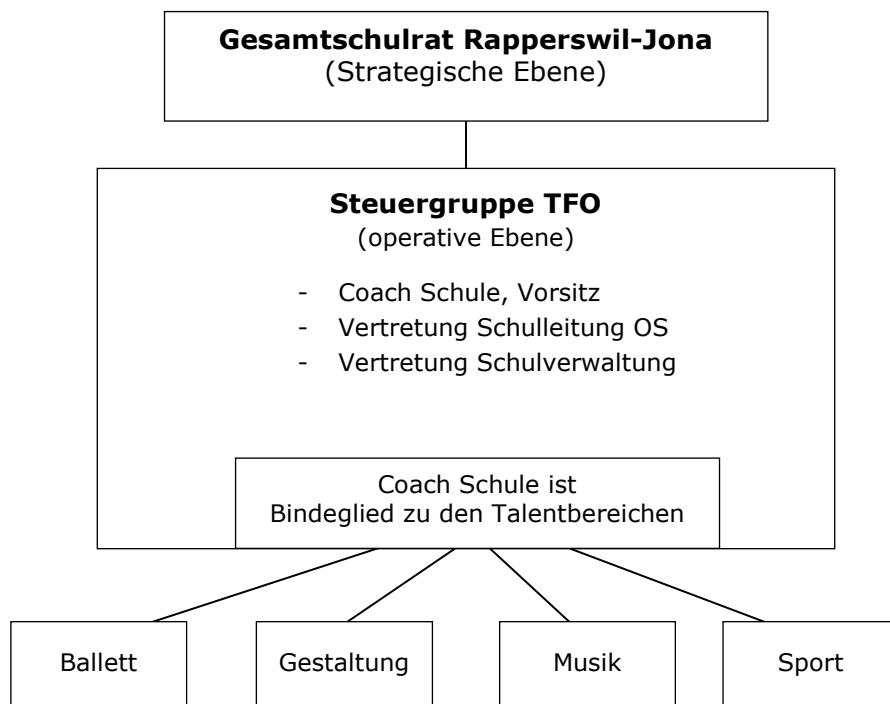 Gesamtschulrat Rapperswil-Jona
(Strategische Ebene)
Steuergruppe TFO
(operative Ebene)
- Coach Schule, Vorsitz
- Vertretung Schulleitung OS
- Vertretung Schulverwaltung
Coach Schule ist
Bindeglied zu den Talentbereichen
Ballett
Gestaltung
Musik
Sport